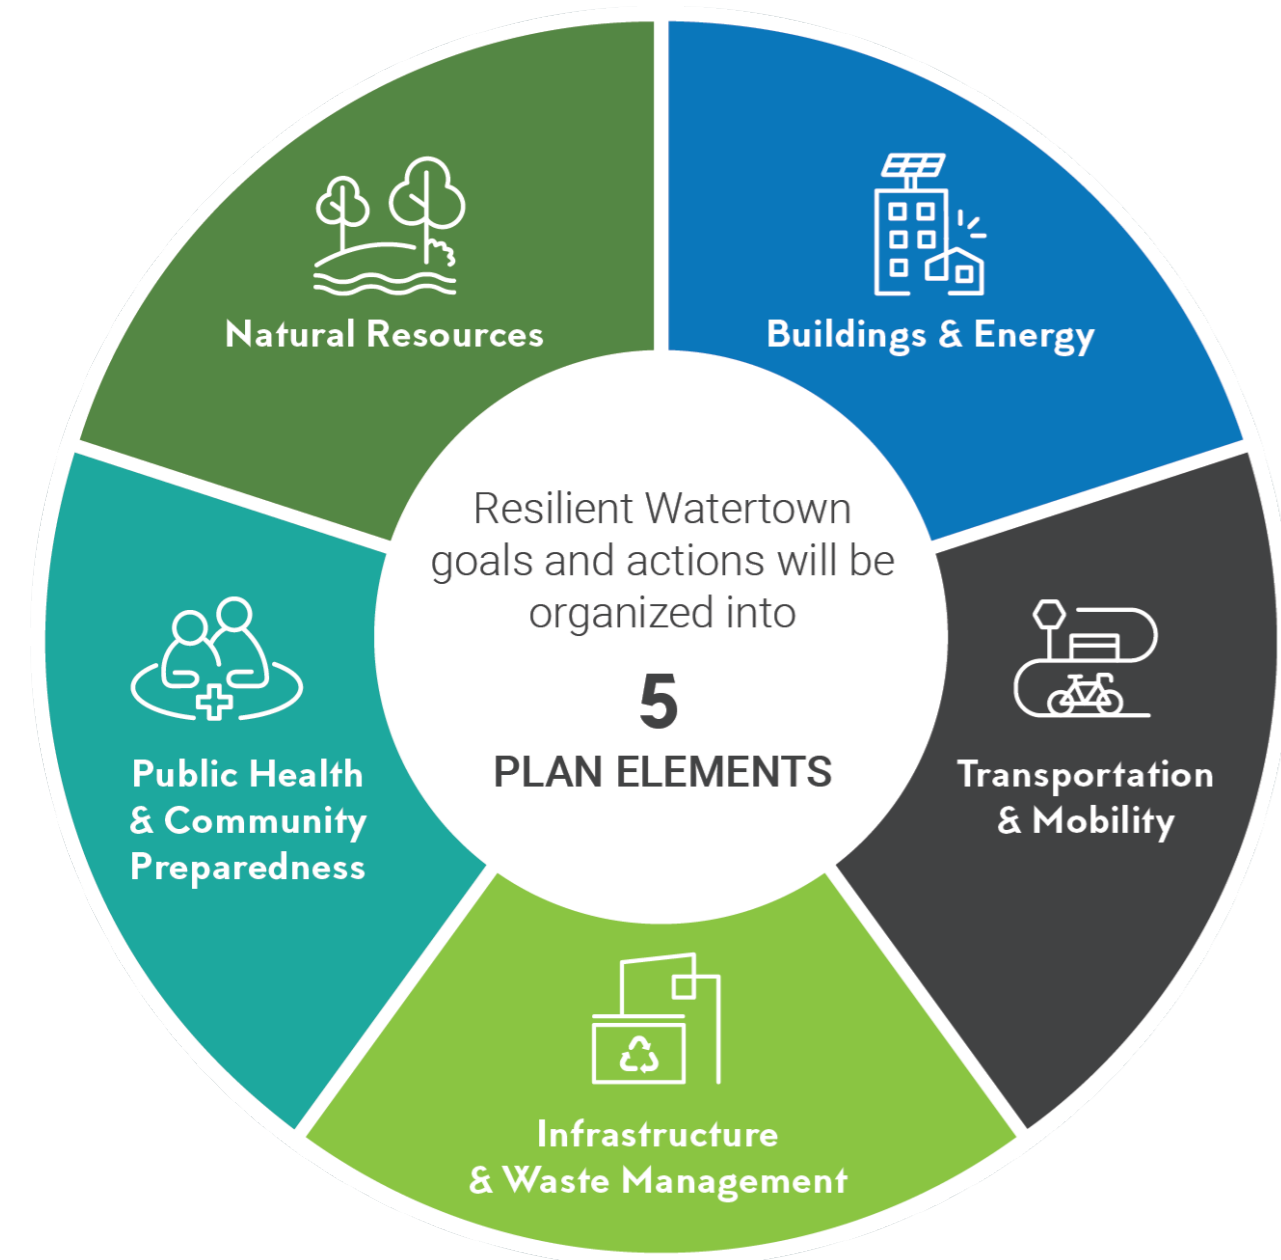 Natural Resources
Buildings & Energy
Resilient Watertown
goals and actions will be
organized into
5
PLAN ELEMENTS
Public Health
& Community
Preparedness
Transportation
& Mobility
Infrastructure
& Waste Management